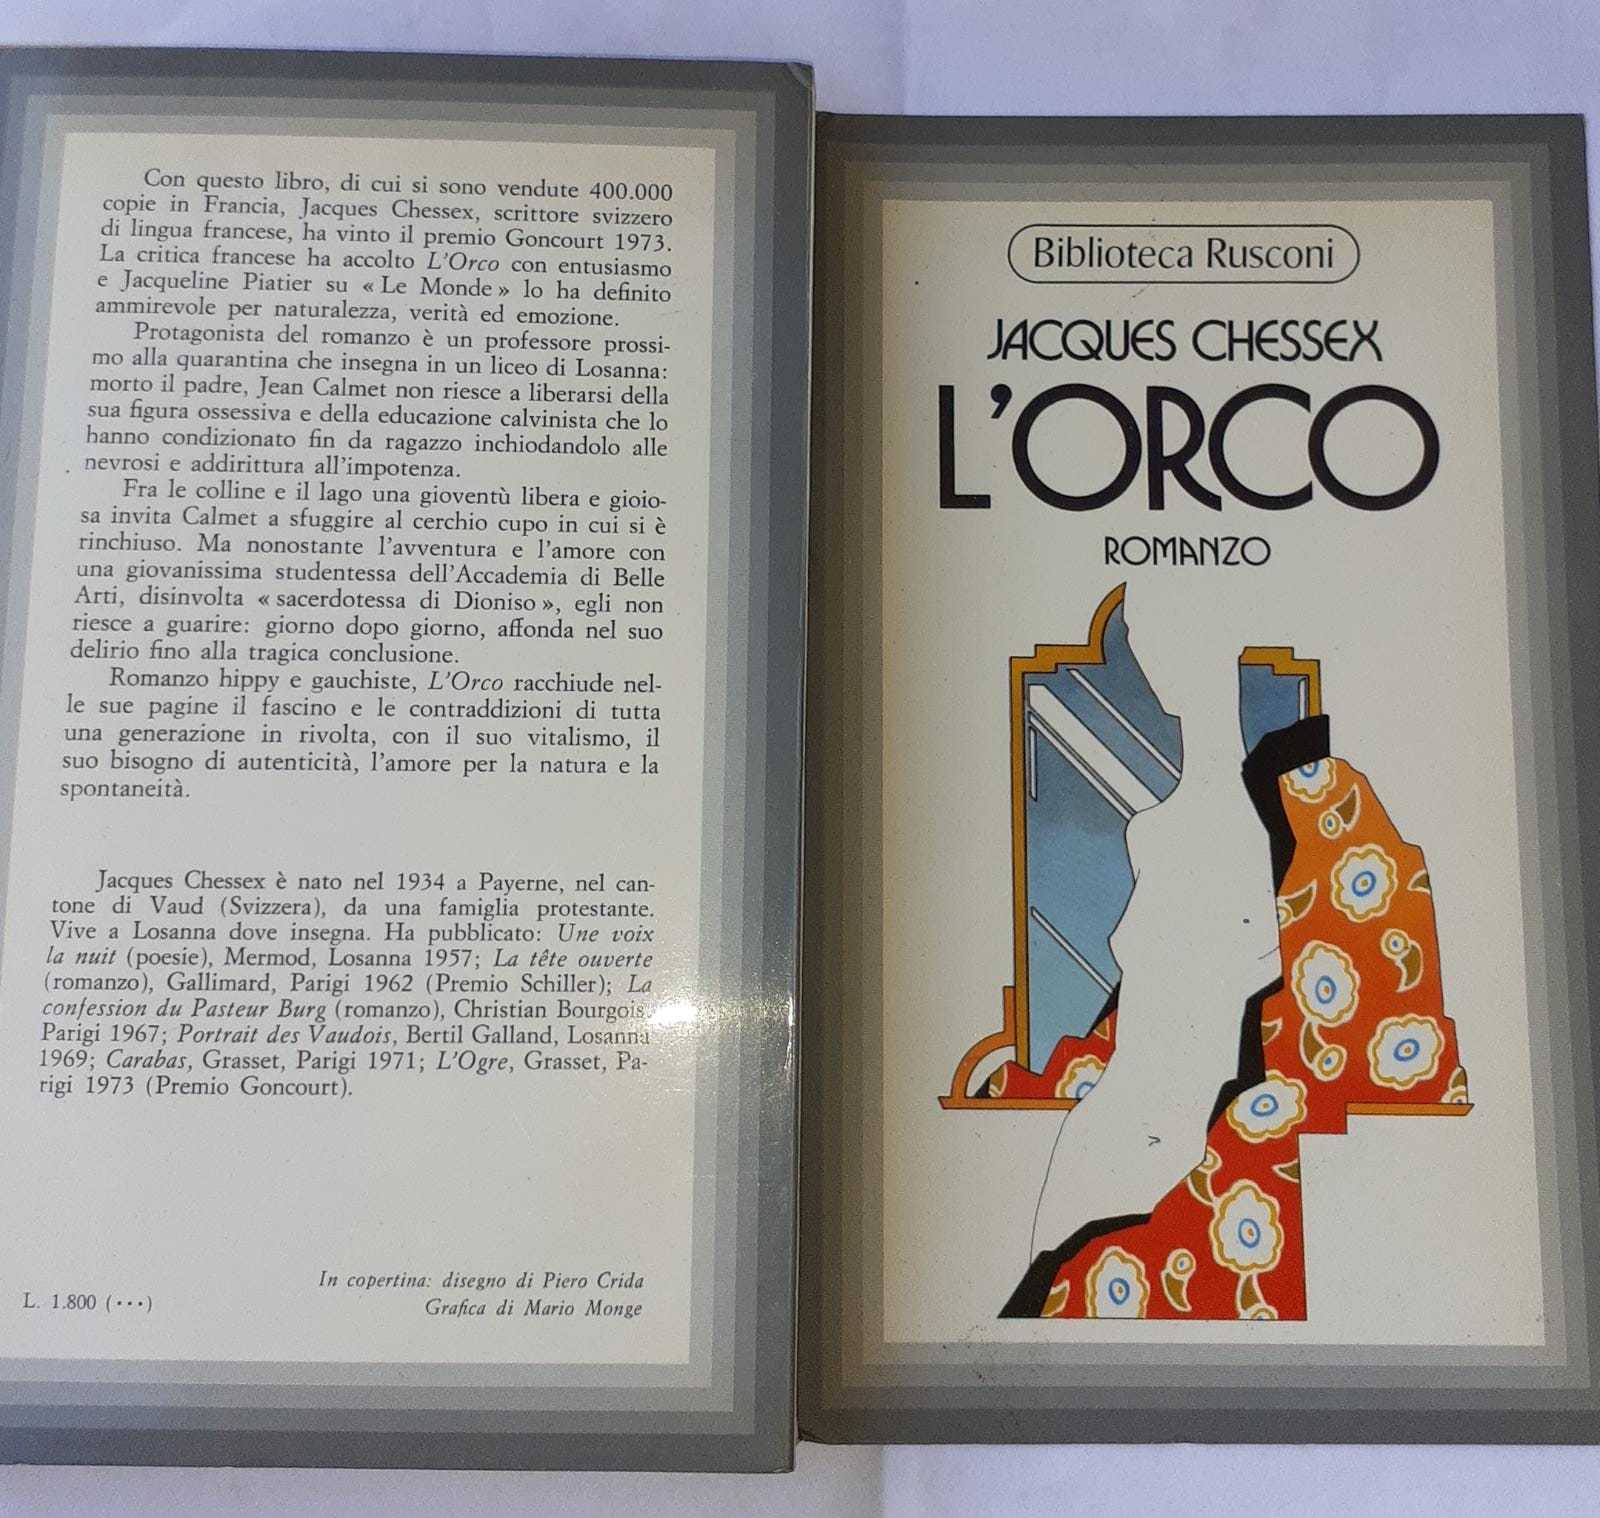 Con questo libro, di cui si sono vendute 400.000
copie in Francia, Jacques Chessex, scrittore svizzero
di lingua francese, ha vinto il premio Goncourt 1973.
La critica francese ha accolto L'Orco con entusiasmo
e Jacqueline Piatier su « Le Monde » lo ha definito
ammirevole per naturalezza, verità ed emozione.
Protagonista del romanzo è un professore prossi-
mo alla quarantina che insegna in un liceo di Losanna:
morto il padre, Jean Calmet non riesce a liberarsi della
sua figura ossessiva e della educazione calvinista che lo
hanno condizionato fin da ragazzo inchiodandolo alle
nevrosi e addirittura all'impotenza.
Fra le colline e il lago una gioventù libera e gioio-
sa invita Calmet a sfuggire al cerchio cupo in cui si è
rinchiuso. Ma nonostante l'avventura e l'amore con
una giovanissima studentessa dell'Accademia di Belle
Arti, disinvolta « sacerdotessa di Dioniso », egli non
riesce a guarire: giorno dopo giorno, affonda nel suo
delirio fino alla tragica conclusione.
Romanzo hippy e gauchiste, L'Orco racchiude nel-
le sue pagine il fascino e le contraddizioni di tutta
una generazione in rivolta, con il suo vitalismo, il
suo bisogno di autenticità, l'amore per la natura e la
spontaneità.
Jacques Chessex è nato nel 1934 a Payerne, nel can-
tone di Vaud (Svizzera), da una famiglia protestante.
Vive a Losanna dove insegna. Ha pubblicato: Une voix
la nuit (poesie), Mermod, Losanna 1957; La tête ouverte
(romanzo), Gallimard, Parigi 1962 (Premio Schiller); La
confession du Pasteur Burg (romanzo), Christian Bourgois,
Parigi 1967; Portrait des Vaudois, Bertil Galland, Losanna
1969; Carabas, Grasset, Parigi 1971; L'Ogre, Grasset, Pa-
rigi 1973 (Premio Goncourt).
In copertina: disegno di Piero Crida
Grafica di Mario Monge
L. 1.800 (···)
Biblioteca Rusconi
JACQUES CHESSEX
L'ORCO
ROMANZO